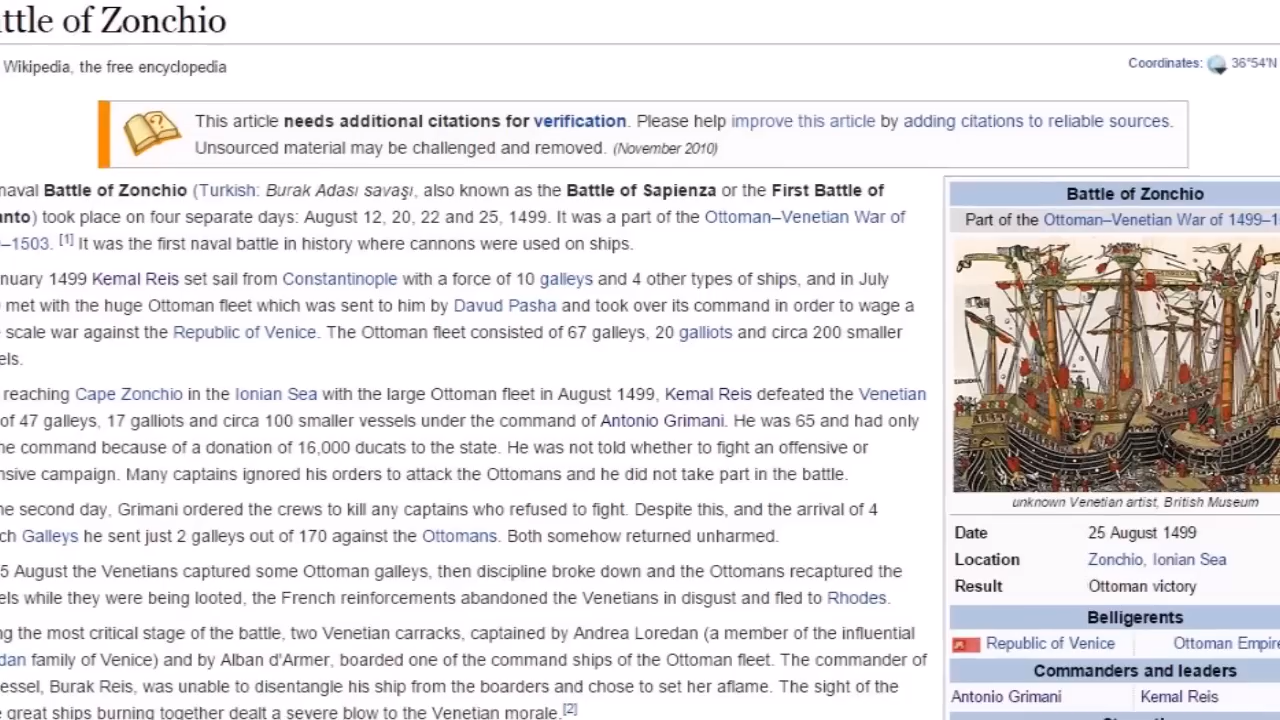 ttle of Zonchio
Wikipedia, the free encyclopedia
Coordinates: 36°54′N
This article needs additional citations for verification. Please help improve this article by adding citations to reliable sources.
Unsourced material may be challenged and removed. (November 2010)
naval Battle of Zonchio (Turkish: Burak Adası savaşı, also known as the Battle of Sapienza or the First Battle of
anto) took place on four separate days: August 12, 20, 22 and 25, 1499. It was a part of the Ottoman–Venetian War of
–1503. [1] It was the first naval battle in history where cannons were used on ships.
nuary 1499 Kemal Reis set sail from Constantinople with a force of 10 galleys and 4 other types of ships, and in July
met with the huge Ottoman fleet which was sent to him by Davud Pasha and took over its command in order to wage a
scale war against the Republic of Venice. The Ottoman fleet consisted of 67 galleys, 20 galliots and circa 200 smaller
els.
reaching Cape Zonchio in the Ionian Sea with the large Ottoman fleet in August 1499, Kemal Reis defeated the Venetian
of 47 galleys, 17 galliots and circa 100 smaller vessels under the command of Antonio Grimani. He was 65 and had only
he command because of a donation of 16,000 ducats to the state. He was not told whether to fight an offensive or
nsive campaign. Many captains ignored his orders to attack the Ottomans and he did not take part in the battle.
he second day, Grimani ordered the crews to kill any captains who refused to fight. Despite this, and the arrival of 4
ch Galleys he sent just 2 galleys out of 170 against the Ottomans. Both somehow returned unharmed.
5 August the Venetians captured some Ottoman galleys, then discipline broke down and the Ottomans recaptured the
els while they were being looted, the French reinforcements abandoned the Venetians in disgust and fled to Rhodes.
ng the most critical stage of the battle, two Venetian carracks, captained by Andrea Loredan (a member of the influential
dan family of Venice) and by Alban d'Armer, boarded one of the command ships of the Ottoman fleet. The commander of
essel, Burak Reis, was unable to disentangle his ship from the boarders and chose to set her aflame. The sight of the
great ships burning together dealt a severe blow to the Venetian morale.[2]
Battle of Zonchio
Part of the Ottoman–Venetian War of 1499–1
unknown Venetian artist, British Museum
Date 25 August 1499
Location Zonchio, Ionian Sea
Result Ottoman victory
Belligerents
Republic of Venice Ottoman Empire
Commanders and leaders
Antonio Grimani Kemal Reis